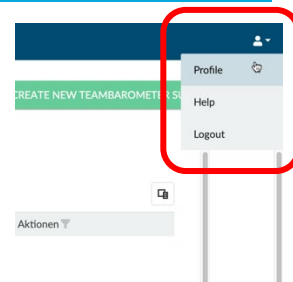 Profile
CREATE NEW TEAMBAROMETER SU
Help
Logout
Aktionen